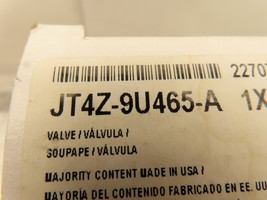 22707
JT4Z-9U465-A 1X
VALVE / VÁLVULA /
SOUPAPE / VÁLVULA
MAJORITY CONTENT MADE IN USA /
MAYORÍA DEL CONTENIDO FABRICADO EN EE. UU